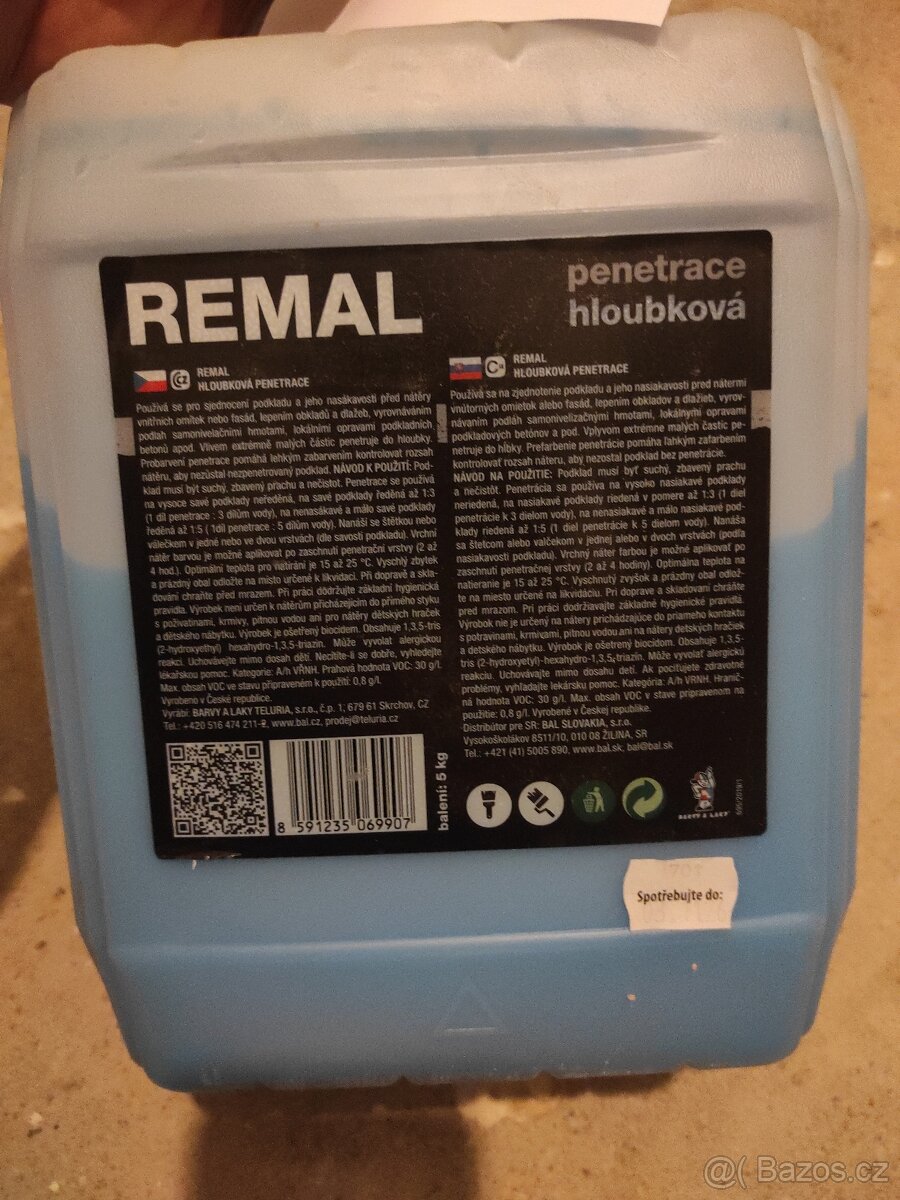 REMAL
penetrace
hloubková
CZ
REMAL
HLOUBKOVÁ PENETRACE
Používá se pro sjednocení podkladu a jeho nasákavosti před nátěry
vnitřních omítek nebo fasád, lepením obkladů a dlažeb, vyrovnáváním
podlah samonivelačními hmotami, lokálními opravami podkladních
betonů apod. Vlivem extrémně malých částic penetruje do hloubky.
Probarvení penetrace pomáhá lehkým zabarvením kontrolovat rozsah
nátěru, aby nezůstal nezpenetrovaný podklad. NÁVOD K POUŽITÍ: Pod-
klad musí být suchý, zbavený prachu a nečistot. Penetrace se používá
na vysoce savé podklady neředěná, na savé podklady ředěná až 1:3
(1 díl penetrace : 3 dílům vody), na nenasákavé a málo savé podklady
ředěná až 1:5 ( 1díl penetrace : 5 dílům vody). Nanáší se štětkou nebo
válečkem v jedné nebo ve dvou vrstvách (dle savosti podkladu). Vrchní
nátěr barvou je možné aplikovat po zaschnutí penetrační vrstvy (2 až
4 hod.). Optimální teplota pro natírání je 15 až 25 °C. Vyschlý zbytek
a prázdný obal odložte na místo určené k likvidaci. Při dopravě a skla-
dování chraňte před mrazem. Při práci dodržujte základní hygienická
pravidla. Výrobek není určen k nátěrům přicházejícím do přímého styku
s poživatinami, krmivy, pitnou vodou ani pro nátěry dětských hraček
a dětského nábytku. Výrobek je ošetřený biocidem. Obsahuje 1,3,5-tris
(2-hydroxyethyl) hexahydro-1,3,5-triazin. Může vyvolat alergickou
reakci. Uchovávejte mimo dosah dětí. Necítíte-li se dobře, vyhledejte
lékařskou pomoc. Kategorie: A/h VŘNH. Prahová hodnota VOC: 30 g/l
Max. obsah VOC ve stavu připraveném k použití: 0,8 g/l.
Vyrobeno v České republice.
Vyrábí: BARVY A LAKY TELURIA, s.r.o., č.p. 1, 679 61 Skrchov, CZ
Tel.: +420 516 474 211-2, www.bal.cz, prodej@teluria.cz
REMAL
HLOUBKOVÁ PENETRACE
Používa sa na zjednotenie podkladu a jeho nasiakavosti pred nátermi
vnútorných omietok alebo fasád, lepením obkladov a dlažieb, vyrov-
návaním podláh samonivelizačnými hmotami, lokálnymi opravami
podkladových betónov a pod. Vplyvom extrémne malých častíc pe-
netruje do hĺbky. Prefarbenie penetrácie pomáha ľahkým zafarbením
kontrolovať rozsah náteru, aby nezostal podklad bez penetrácie.
NÁVOD NA POUŽITIE: Podklad musí byť suchý, zbavený prachu
a nečistôt. Penetrácia sa používa na vysoko nasiakavé podklady
neriedená, na nasiakavé podklady riedená v pomere až 1:3 (1 diel
penetrácie k 3 dielom vody), na nenasiakavé a málo nasiakavé pod-
klady riedená až 1:5 (1 diel penetrácie k 5 dielom vody). Nanáša
sa štetcom alebo valčekom v jednej alebo v dvoch vrstvách (podľa
nasiakavosti podkladu). Vrchný náter farbou je možné aplikovať po
zaschnutí penetračnej vrstvy (2 až 4 hodiny). Optimálna teplota na
natieranie je 15 až 25 °C. Vyschnutý zvyšok a prázdny obal odlož-
te na miesto určené na likvidáciu. Pri doprave a skladovaní chráňte
pred mrazom. Pri práci dodržiavajte základné hygienické pravidlá.
Výrobok nie je určený na nátery prichádzajúce do priameho kontaktu
s potravinami, krmivami, pitnou vodou ani na nátery detských hračiek
a detského nábytku. Výrobok je ošetrený biocídom. Obsahuje 1,3,5-
tris (2-hydroxyetyl)-hexahydro-1,3,5,triazín. Môže vyvolať alergickú
reakciu. Uchovávajte mimo dosahu detí. Ak pociťujete zdravotné
problémy, vyhľadajte lekársku pomoc. Kategória: A/h VRNH. Hranič-
ná hodnota VOC: 30 g/l. Max. obsah VOC v stave pripravenom na
použitie: 0,8 g/l. Vyrobené v Českej republike.
Distribútor pre SR: BAL SLOVAKIA, s.r.o.
Vysokoškolákov 8511/10, 010 08 ŽILINA, SR
Tel.: +421 (41) 5005 890, www.bal.sk, bal@bal.sk
8 591235 069907
balení: 5 kg
BARVY A LAKY
Spotřebujte do:
@( Bazos.cz